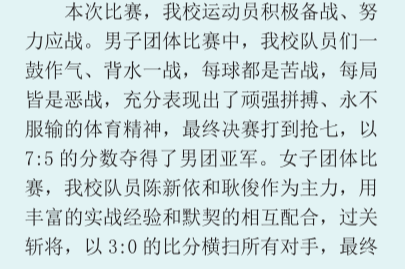 本次比赛，我校运动员积极备战、努
力应战。男子团体比赛中，我校队员们一
鼓作气、背水一战，每球都是苦战，每局
皆是恶战，充分表现出了顽强拼搏、永不
服输的体育精神，最终决赛打到抢七，以
7:5 的分数夺得了男团亚军。女子团体比
赛，我校队员陈新依和耿俊作为主力，用
丰富的实战经验和默契的相互配合，过关
斩将，以 3:0 的比分横扫所有对手，最终